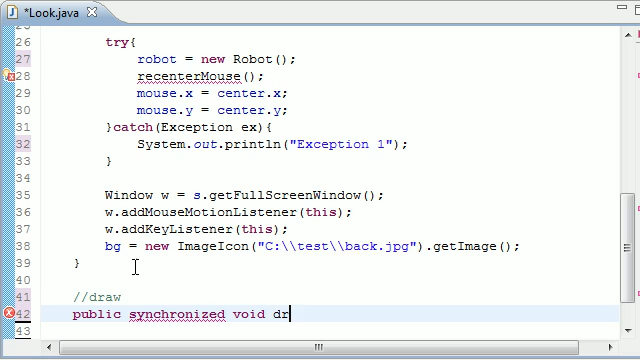 *Look.java
25
26 try{
27 robot = new Robot();
28 recenterMouse();
29 mouse.x = center.x;
30 mouse.y = center.y;
31 }catch(Exception ex){
32 System.out.println("Exception 1");
33 }
34
35 Window w = s.getFullScreenWindow();
36 w.addMouseMotionListener(this);
37 w.addKeyListener(this);
38 bg = new ImageIcon("C:\\test\\back.jpg").getImage();
39 }
40
41 //draw
42 public synchronized void dr
43